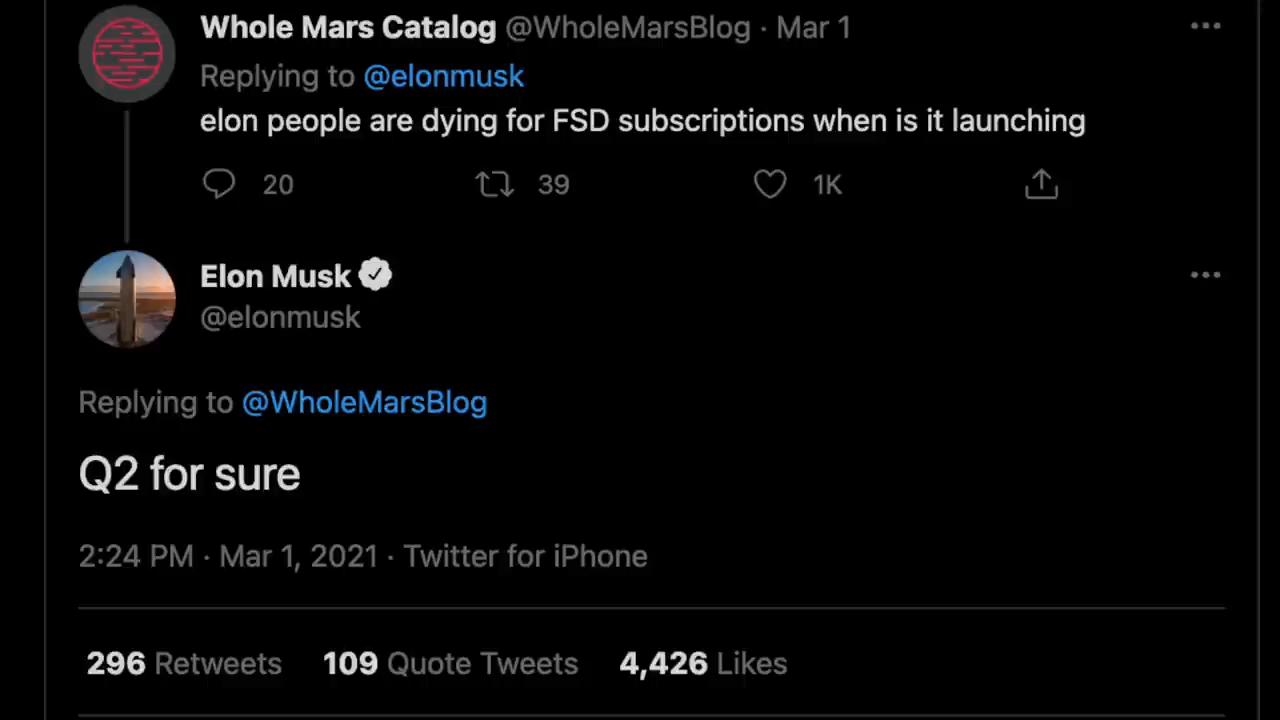 Whole Mars Catalog @WholeMarsBlog · Mar 1
Replying to @elonmusk
elon people are dying for FSD subscriptions when is it launching
20 39 1K
Elon Musk
@elonmusk
Replying to @WholeMarsBlog
Q2 for sure
2:24 PM · Mar 1, 2021 · Twitter for iPhone
296 Retweets 109 Quote Tweets 4,426 Likes